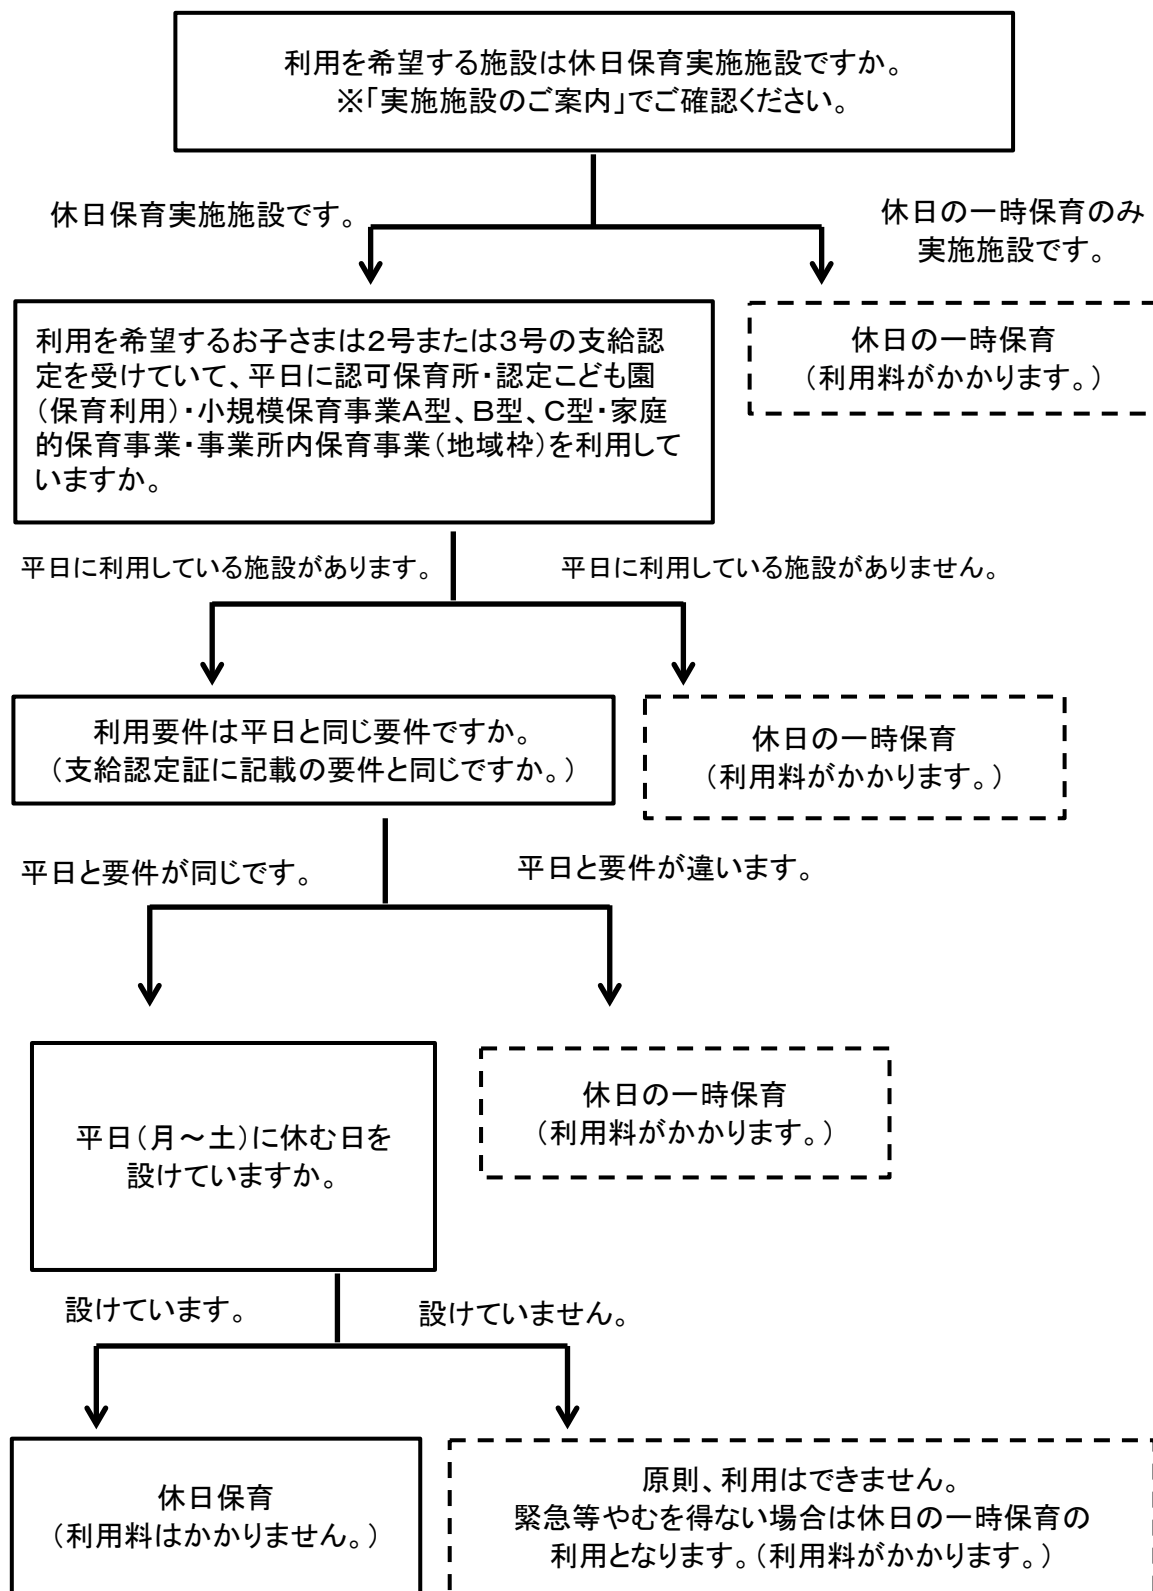 利用を希望する施設は休日保育実施施設ですか。
※「実施施設のご案内」でご確認ください。
休日保育実施施設です。
休日の一時保育のみ
実施施設です。
利用を希望するお子さまは２号または３号の支給認
定を受けていて、平日に認可保育所・認定こども園
（保育利用）・小規模保育事業Ａ型、Ｂ型、Ｃ型・家庭
的保育事業・事業所内保育事業（地域枠）を利用して
いますか。
休日の一時保育
（利用料がかかります。）
平日に利用している施設があります。
平日に利用している施設がありません。
利用要件は平日と同じ要件ですか。
（支給認定証に記載の要件と同じですか。）
休日の一時保育
（利用料がかかります。）
平日と要件が同じです。
平日と要件が違います。
平日（月～土）に休む日を
設けていますか。
休日の一時保育
（利用料がかかります。）
設けています。
設けていません。
休日保育
（利用料はかかりません。）
原則、利用はできません。
緊急等やむを得ない場合は休日の一時保育の
利用となります。（利用料がかかります。）